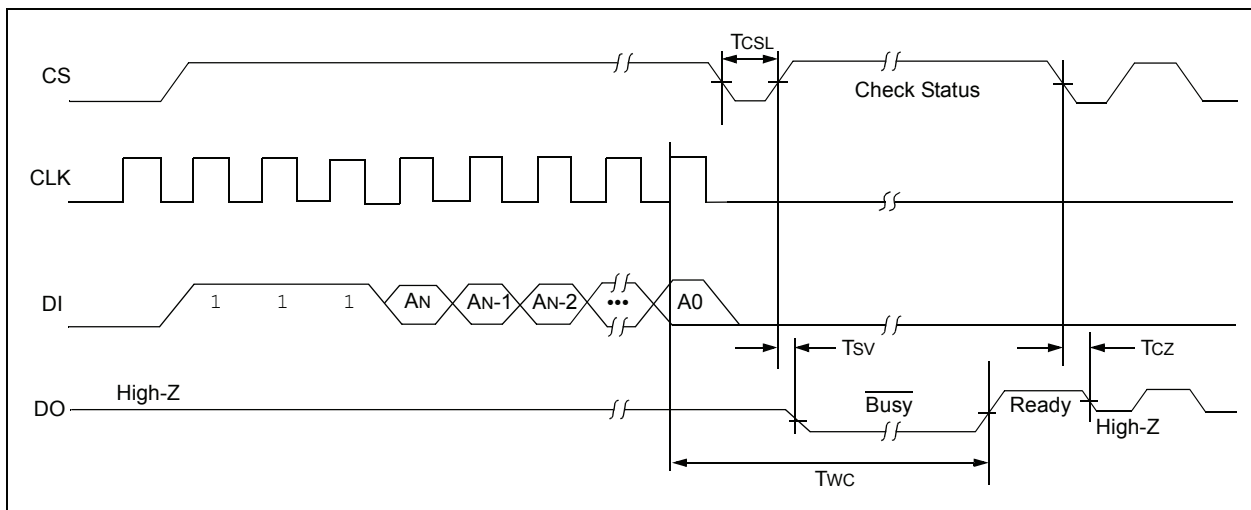 TCSL
CS
Check Status
CLK
DI
1 1 1 AN AN-1 AN-2 ••• A0
TSV
TCZ
High-Z
DO
Busy
Ready
High-Z
TWC